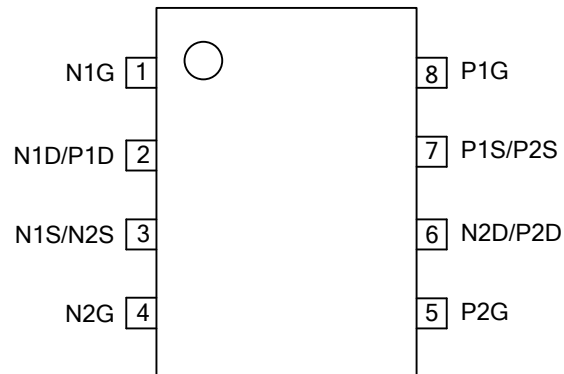 N1G 1
8 P1G
N1D/P1D 2
7 P1S/P2S
N1S/N2S 3
6 N2D/P2D
N2G 4
5 P2G